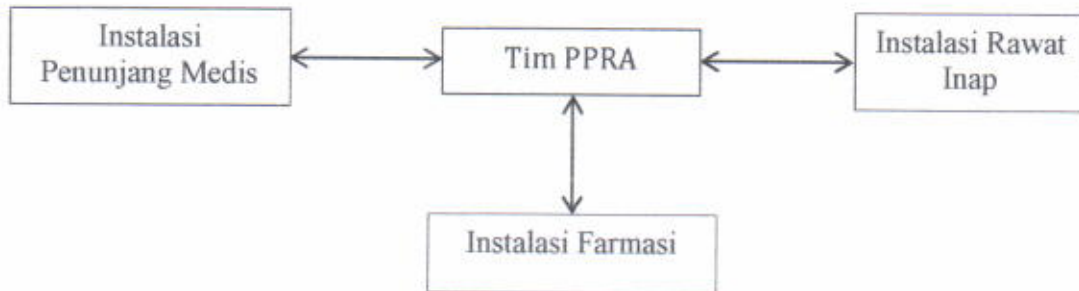 Instalasi
Penunjang Medis
Tim PPRA
Instalasi Rawat
Inap
Instalasi Farmasi